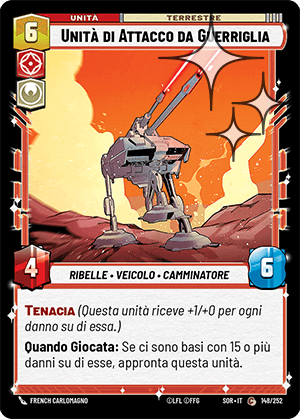 UNITÀ
TERRESTRE
6
UNITÀ DI ATTACCO DA GUERRIGLIA
4
RIBELLE • VEICOLO • CAMMINATORE
6
TENACIA (Questa unità riceve +1/+0 per ogni
danno su di essa.)
Quando Giocata: Se ci sono basi con 15 o più
danni su di esse, appronta questa unità.
FRENCH CARLOMAGNO
©LFL ©FFG
SOR • IT
C
148/252